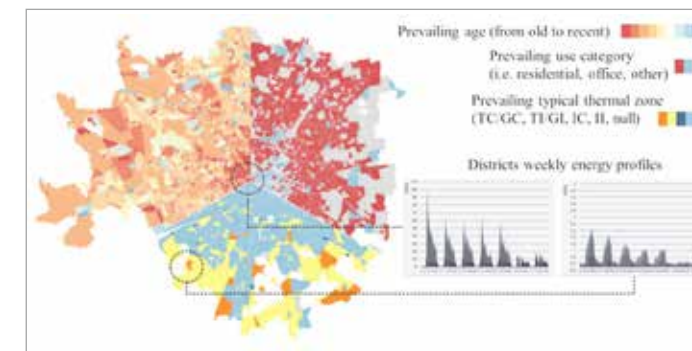 Prevailing age (from old to recent)
Prevailing use category
(i.e. residential, office, other)
Prevailing typical thermal zone
(TC/GC, TI/GI, IC, II, null)
Districts weekly energy profiles